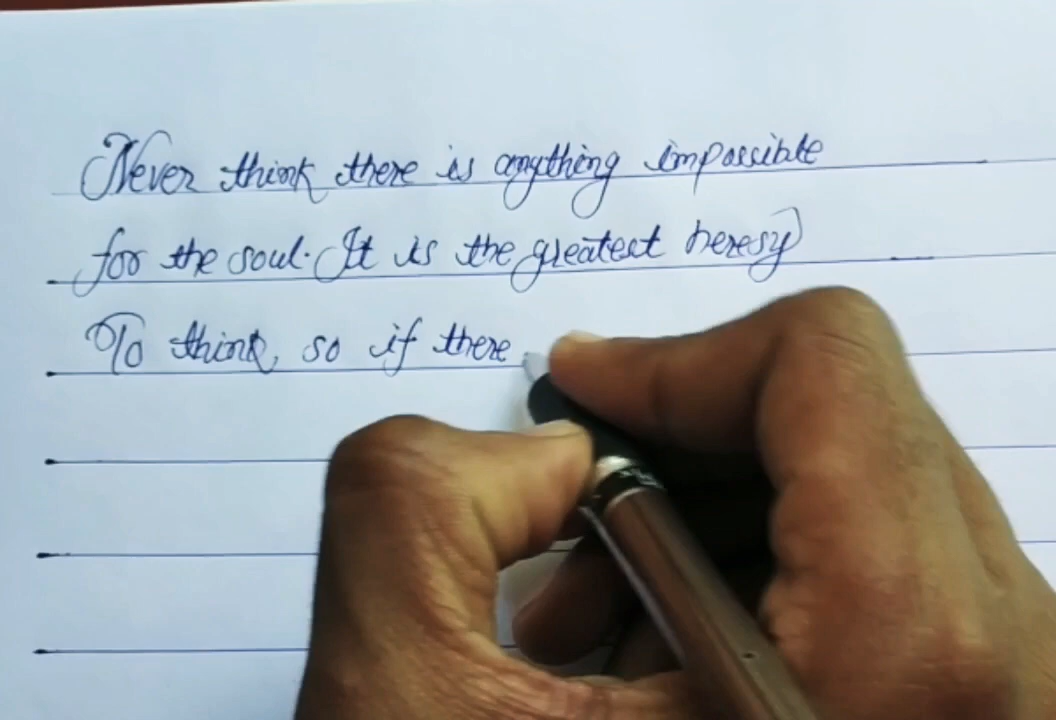 Never think there is anything impossible
for the soul. It is the greatest heresy
To think, so if there